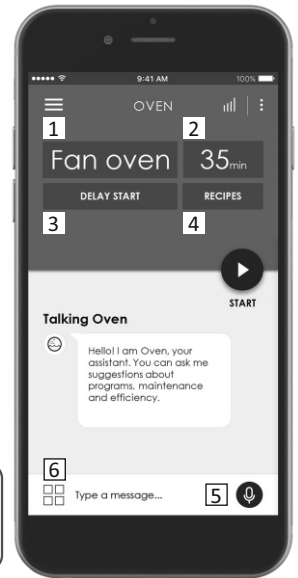 9:41 AM 100%
OVEN
1 2
Fan oven 35min
DELAY START RECIPES
3 4
START
Talking Oven
Hello! I am Oven, your
assistant. You can ask me
suggestions about
programs, maintenance
and efficiency.
6
Type a message... 5